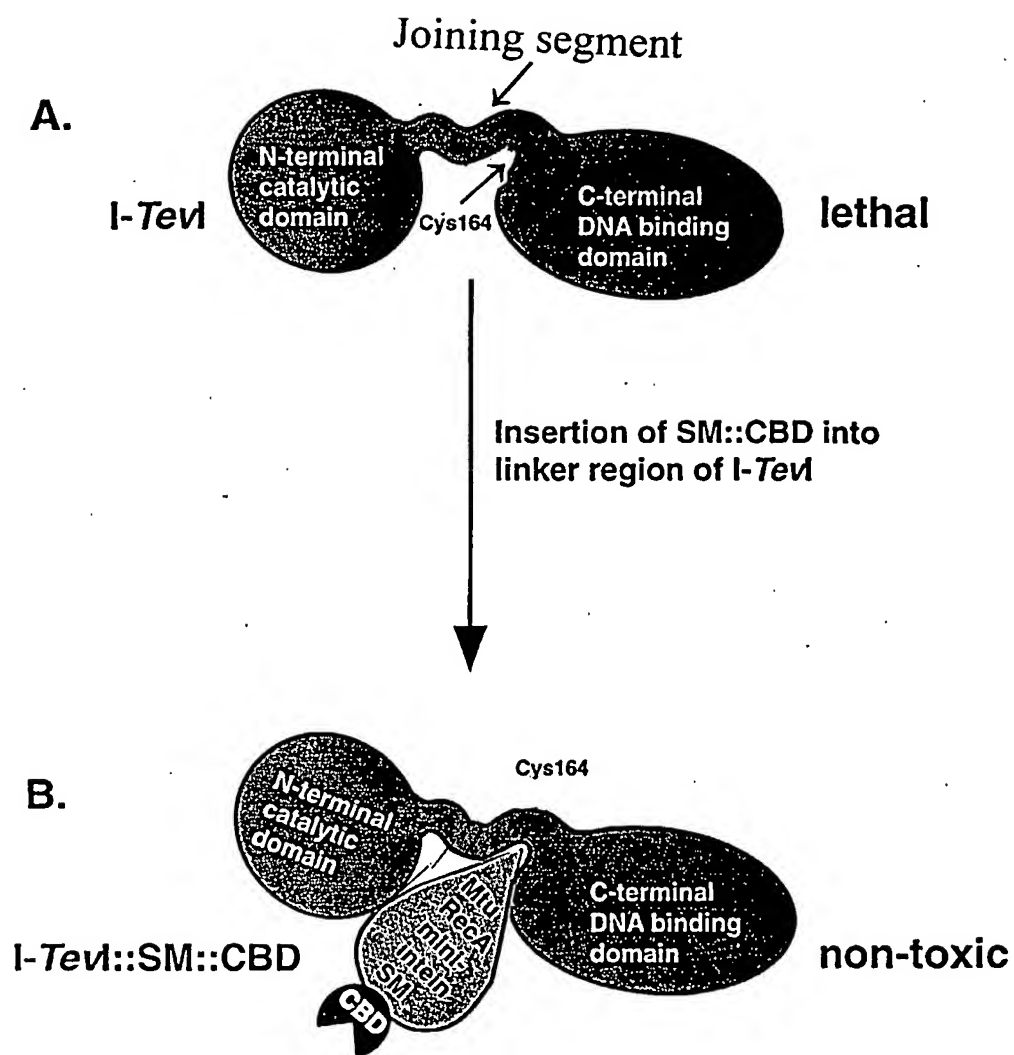 Joining segment
A.
N-terminal
catalytic
domain
I-TevI
Cys164
C-terminal
DNA binding
domain
lethal
Insertion of SM::CBD into
linker region of I-TevI
B.
Cys164
N-terminal
catalytic
domain
Mtu
RecA
mini-
intein
SM
C-terminal
DNA binding
domain
I-TevI::SM::CBD
non-toxic
CBD